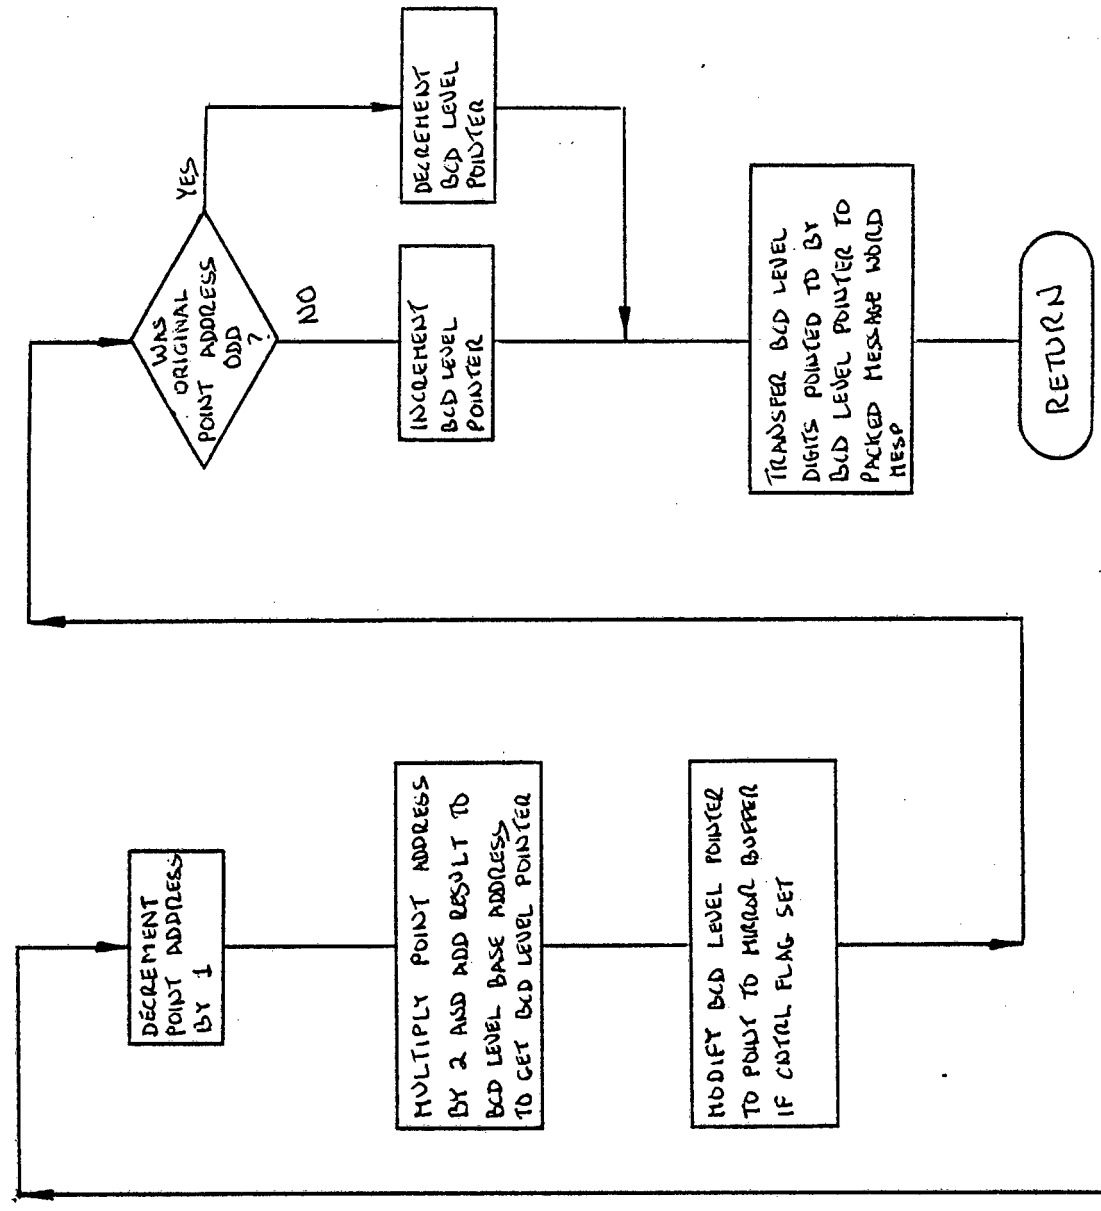 DECREMENT
POINT ADDRESS
BY 1
MULTIPLY POINT ADDRESS
BY 2 AND ADD RESULT TO
BCD LEVEL BASE ADDRESS
TO GET BCD LEVEL POINTER
MODIFY BCD LEVEL POINTER
TO POINT TO MIRROR BUFFER
IF CNTRL FLAG SET
WAS
ORIGINAL
POINT ADDRESS
ODD
?
YES
NO
DECREMENT
BCD LEVEL
POINTER
INCREMENT
BCD LEVEL
POINTER
TRANSFER BCD LEVEL
DIGITS POINTED TO BY
BCD LEVEL POINTER TO
PACKED MESSAGE WORD
MESP
RETURN